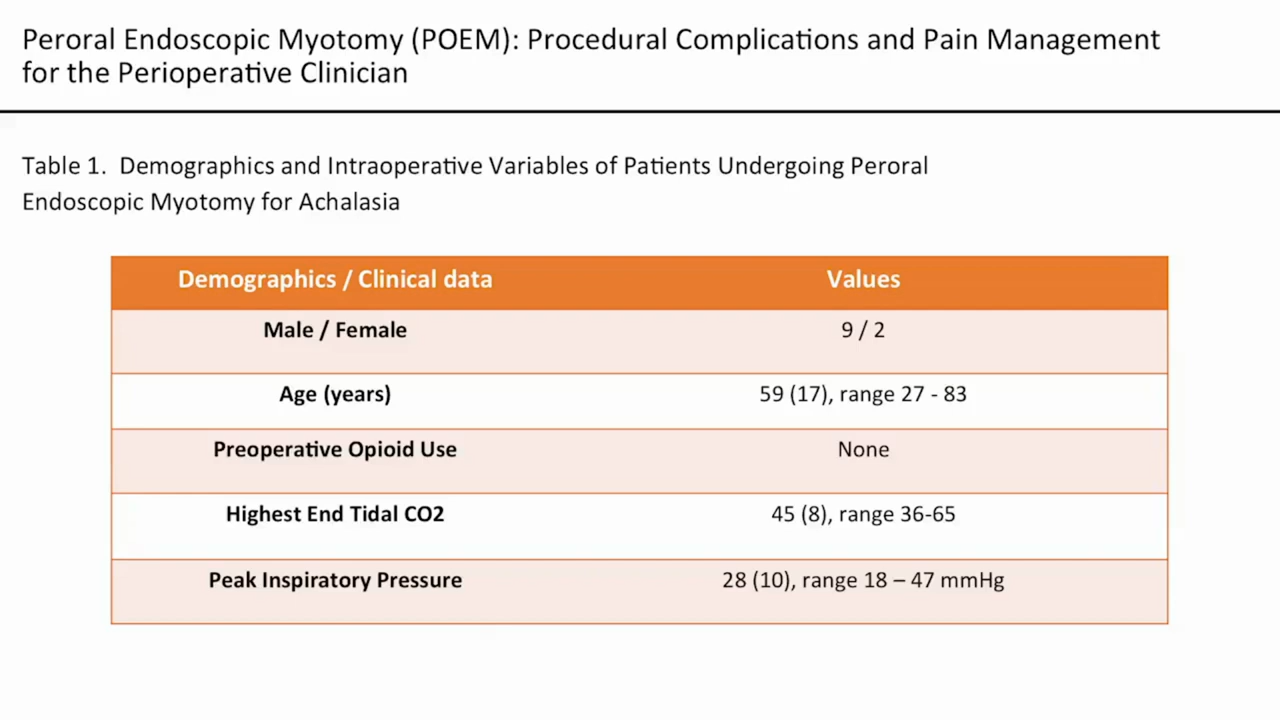 Peroral Endoscopic Myotomy (POEM): Procedural Complications and Pain Management
for the Perioperative Clinician
Table 1. Demographics and Intraoperative Variables of Patients Undergoing Peroral
Endoscopic Myotomy for Achalasia
Demographics / Clinical data Values
Male / Female 9 / 2
Age (years) 59 (17), range 27 - 83
Preoperative Opioid Use None
Highest End Tidal CO2 45 (8), range 36-65
Peak Inspiratory Pressure 28 (10), range 18 – 47 mmHg